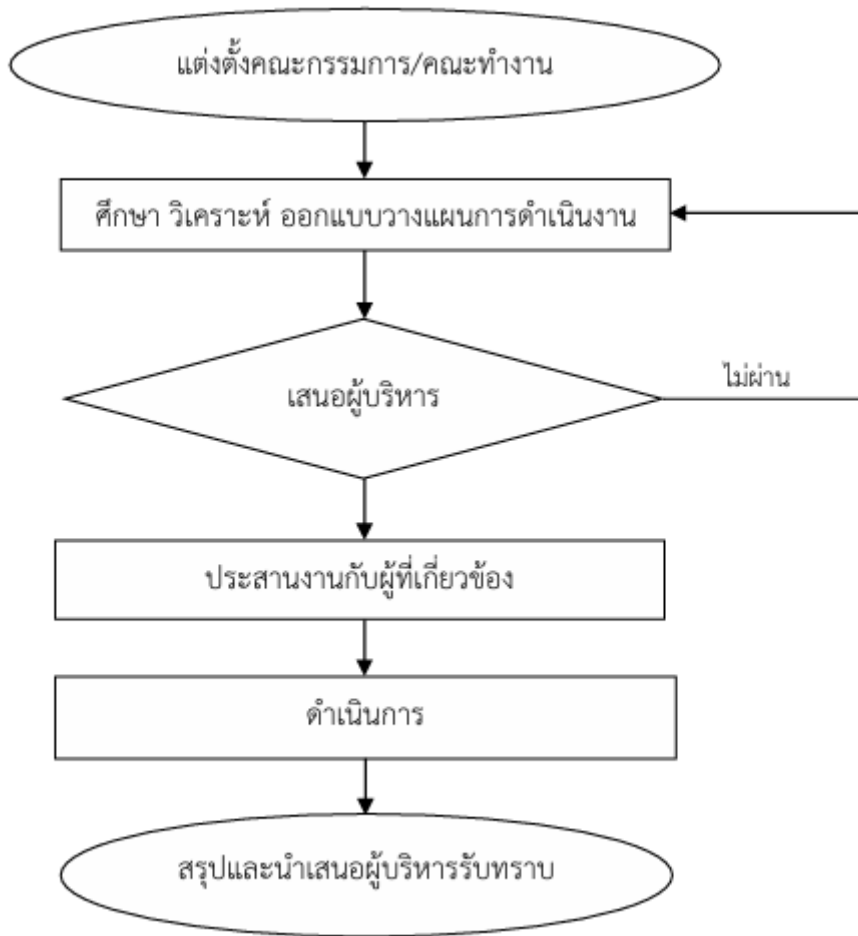 แต่งตั้งคณะกรรมการ/คณะทำงาน
ศึกษา วิเคราะห์ ออกแบบวางแผนการดำเนินงาน
เสนอผู้บริหาร
ไม่ผ่าน
ประสานงานกับผู้ที่เกี่ยวข้อง
ดำเนินการ
สรุปและนำเสนอผู้บริหารรับทราบ